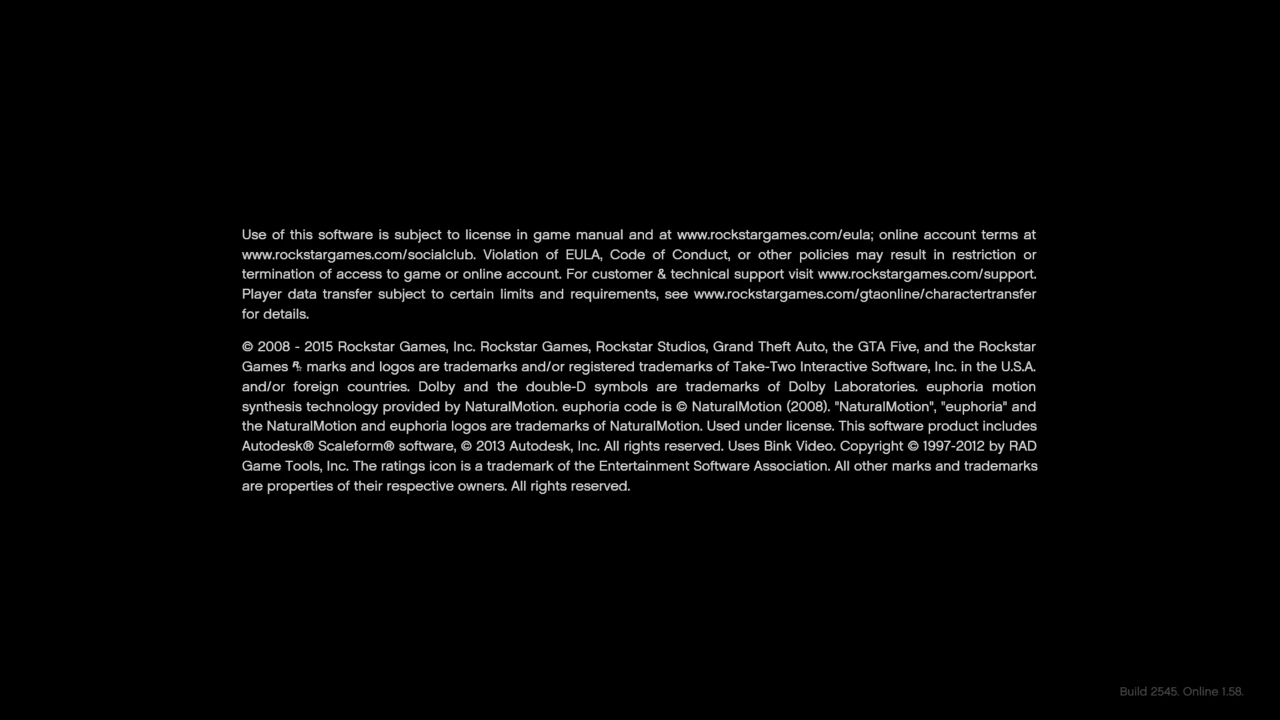 Use of this software is subject to license in game manual and at www.rockstargames.com/eula; online account terms at
www.rockstargames.com/socialclub. Violation of EULA, Code of Conduct, or other policies may result in restriction or
termination of access to game or online account. For customer & technical support visit www.rockstargames.com/support.
Player data transfer subject to certain limits and requirements, see www.rockstargames.com/gtaonline/charactertransfer
for details.
© 2008 - 2015 Rockstar Games, Inc. Rockstar Games, Rockstar Studios, Grand Theft Auto, the GTA Five, and the Rockstar
Games R* marks and logos are trademarks and/or registered trademarks of Take-Two Interactive Software, Inc. in the U.S.A.
and/or foreign countries. Dolby and the double-D symbols are trademarks of Dolby Laboratories. euphoria motion
synthesis technology provided by NaturalMotion. euphoria code is © NaturalMotion (2008). "NaturalMotion", "euphoria" and
the NaturalMotion and euphoria logos are trademarks of NaturalMotion. Used under license. This software product includes
Autodesk® Scaleform® software, © 2013 Autodesk, Inc. All rights reserved. Uses Bink Video. Copyright © 1997-2012 by RAD
Game Tools, Inc. The ratings icon is a trademark of the Entertainment Software Association. All other marks and trademarks
are properties of their respective owners. All rights reserved.
Build 2545. Online 1.58.